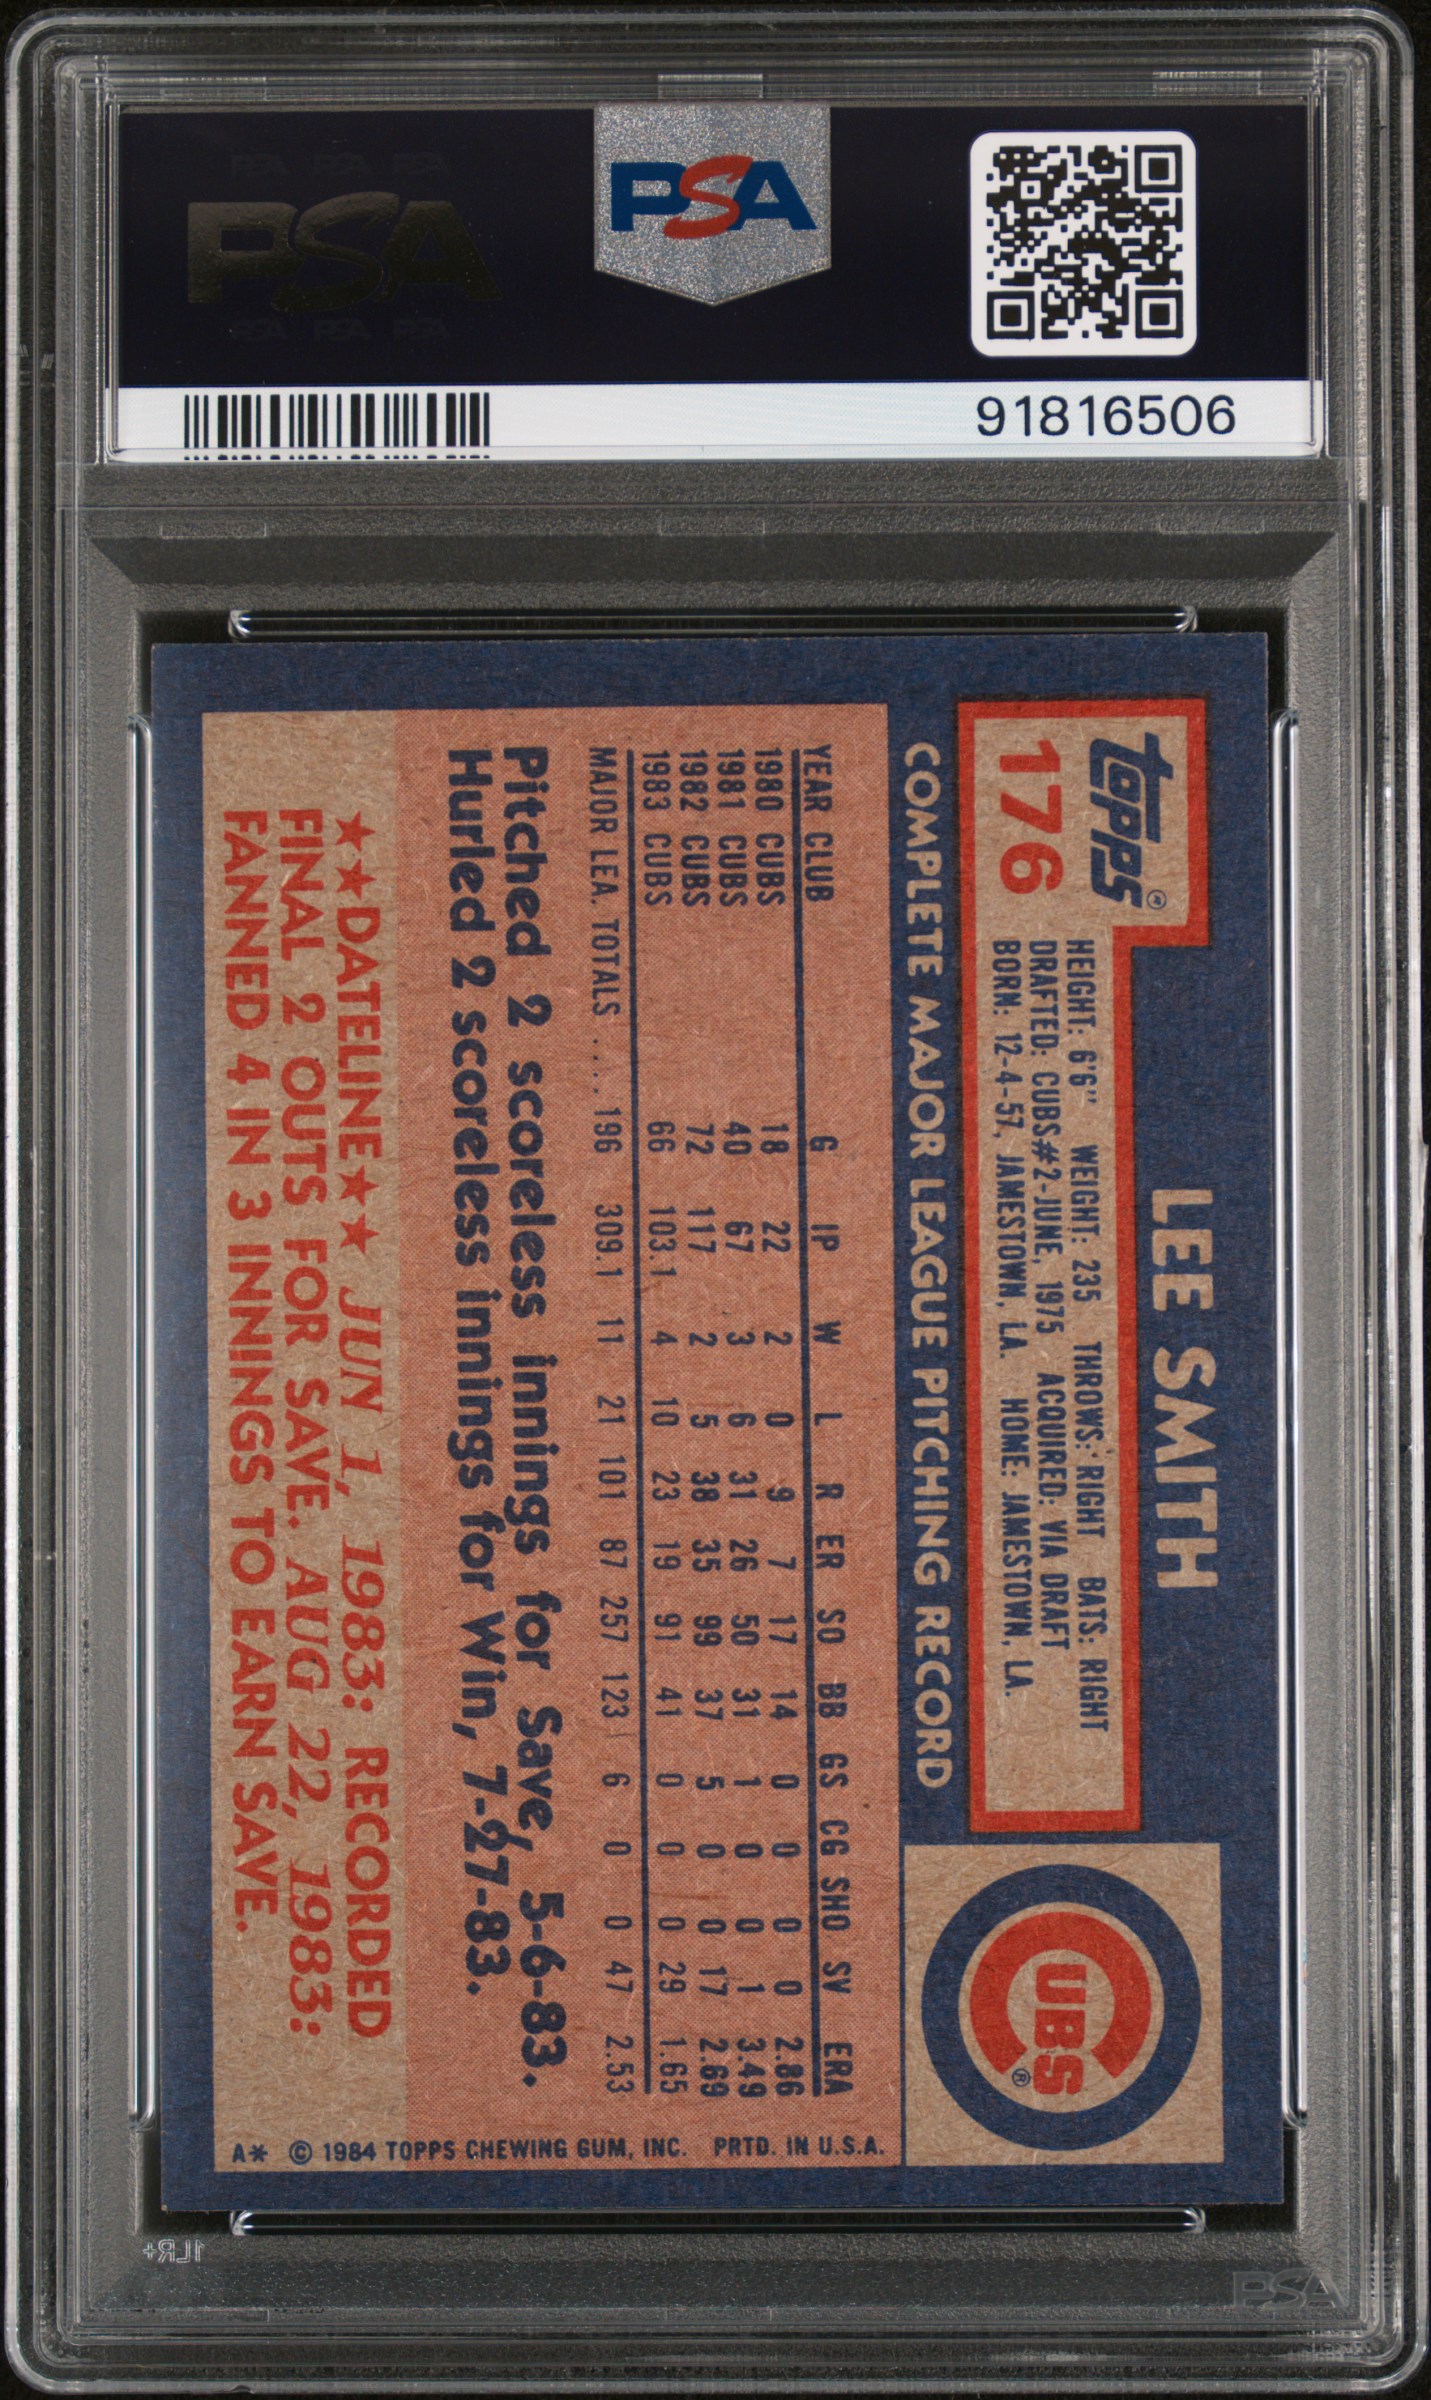 PSA PSA PSA
PSA
PSA PSA PSA
PSA
91816506
LEE SMITH
Topps®
176
HEIGHT: 6'6" WEIGHT: 235 THROWS: RIGHT BATS: RIGHT
DRAFTED: CUBS#2-JUNE, 1975 ACQUIRED: VIA DRAFT
BORN: 12-4-57, JAMESTOWN, LA. HOME: JAMESTOWN, LA.
CUBS®
COMPLETE MAJOR LEAGUE PITCHING RECORD
YEAR CLUB G IP W L R ER SO BB GS CG SHO SV ERA
1980 CUBS 18 22 2 0 9 7 17 14 0 0 0 0 2.86
1981 CUBS 40 67 3 6 31 26 50 31 1 0 0 1 3.49
1982 CUBS 72 117 2 5 38 35 99 37 5 0 0 17 2.69
1983 CUBS 66 103.1 4 10 23 19 91 41 0 0 0 29 1.65
MAJOR LEA. TOTALS .... 196 309.1 11 21 101 87 257 123 6 0 0 47 2.53
Pitched 2 scoreless innings for Save, 5-6-83.
Hurled 2 scoreless innings for Win, 7-27-83.
★★DATELINE★★ JUN 1, 1983: RECORDED
FINAL 2 OUTS FOR SAVE. AUG 22, 1983:
FANNED 4 IN 3 INNINGS TO EARN SAVE.
A* © 1984 TOPPS CHEWING GUM, INC. PRTD. IN U.S.A.
1LR+
PSA